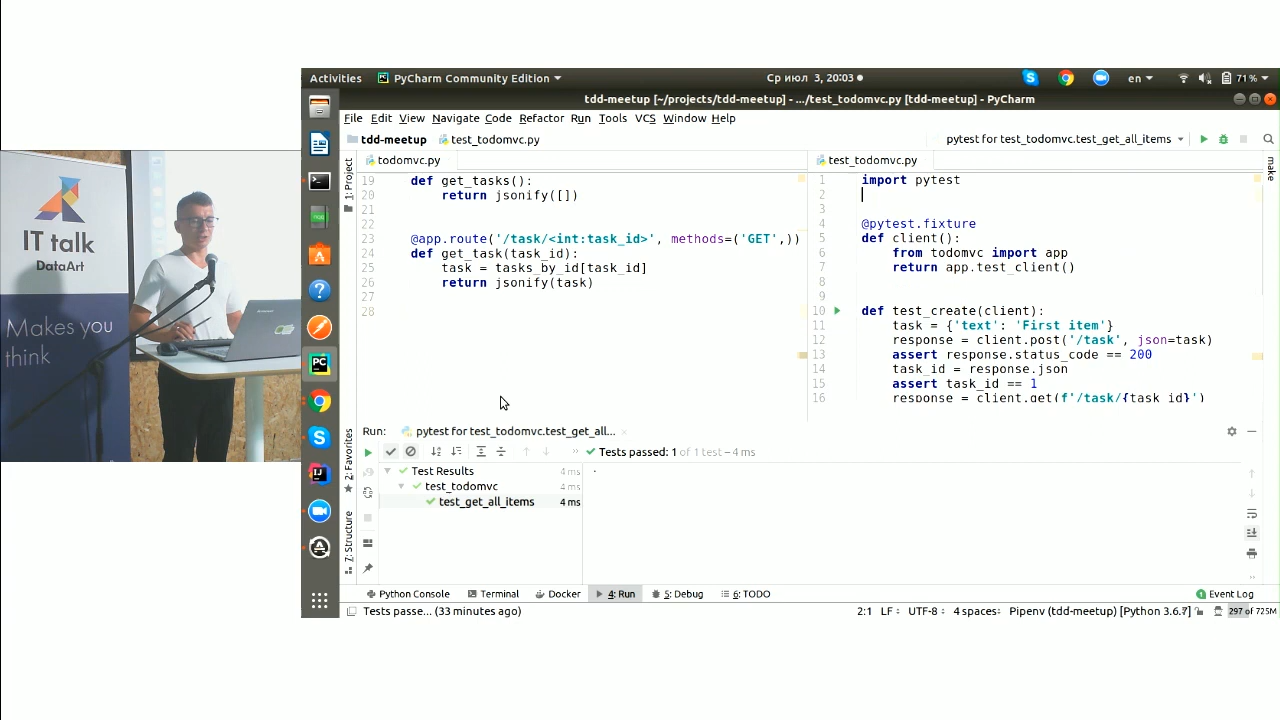 IT talk
DataArt
Makes you
think
Activities
PyCharm Community Edition
Ср июл 3, 20:03
en
71%
tdd-meetup [~/projects/tdd-meetup] - .../test_todomvc.py [tdd-meetup] - PyCharm
File Edit View Navigate Code Refactor Run Tools VCS Window Help
tdd-meetup test_todomvc.py
pytest for test_todomvc.test_get_all_items
1: Project
make
todomvc.py
19 def get_tasks():
20 return jsonify([])
21
22
23 @app.route('/task/<int:task_id>', methods=('GET',))
24 def get_task(task_id):
25 task = tasks_by_id[task_id]
26 return jsonify(task)
27
28
test_todomvc.py
1 import pytest
2
3
4 @pytest.fixture
5 def client():
6 from todomvc import app
7 return app.test_client()
8
9
10 def test_create(client):
11 task = {'text': 'First item'}
12 response = client.post('/task', json=task)
13 assert response.status_code == 200
14 task_id = response.json
15 assert task_id == 1
16 response = client.get(f'/task/{task_id}')
2: Favorites
7: Structure
Run: pytest for test_todomvc.test_get_all...
Tests passed: 1 of 1 test – 4 ms
Test Results 4 ms
test_todomvc 4 ms
test_get_all_items 4 ms
Python Console Terminal Docker 4: Run 5: Debug 6: TODO Event Log
Tests passe... (33 minutes ago)
2:1 LF UTF-8 4 spaces Pipenv (tdd-meetup) [Python 3.6.7] 297 of 725M